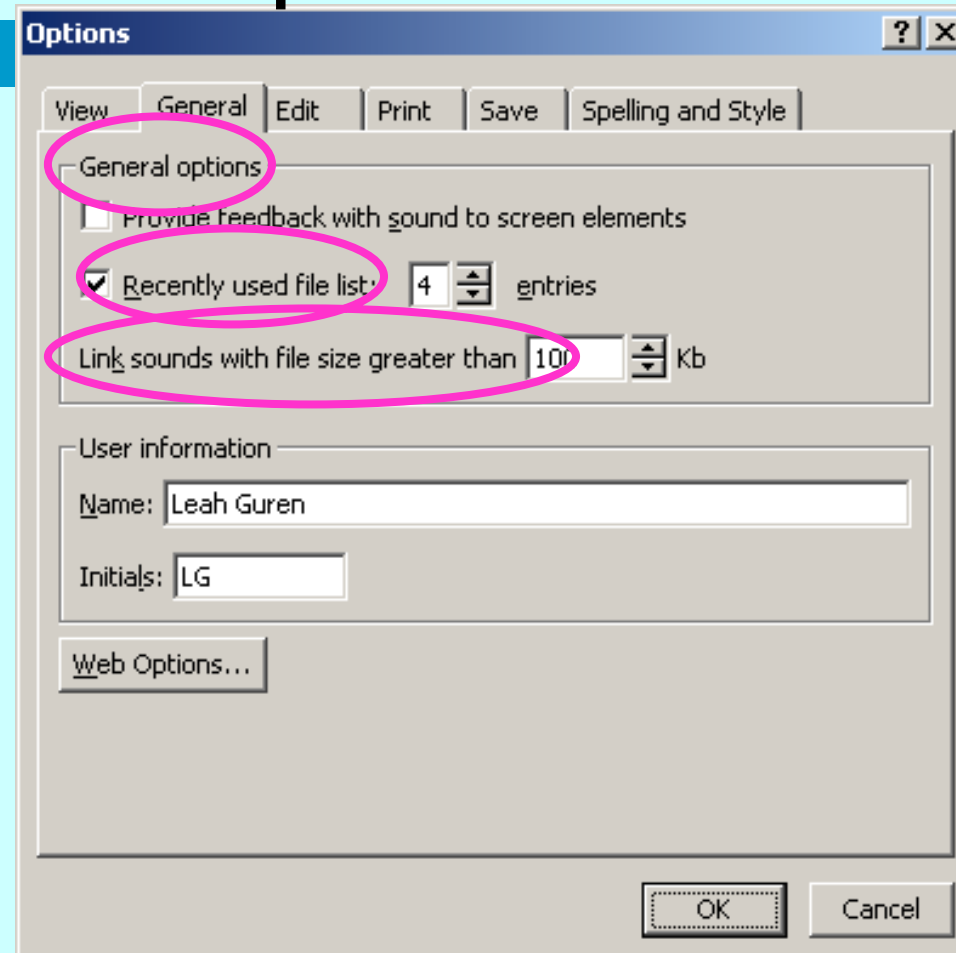 Options
View General Edit Print Save Spelling and Style
General options
Provide feedback with sound to screen elements
Recently used file list: 4 entries
Link sounds with file size greater than 100 Kb
User information
Name: Leah Guren
Initials: LG
Web Options...
OK Cancel